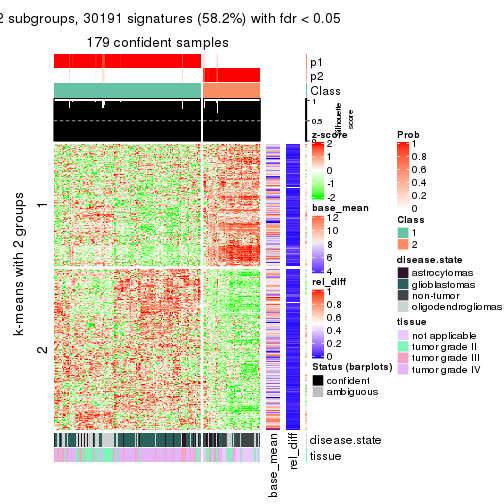 2 subgroups, 30191 signatures (58.2%) with fdr < 0.05
179 confident samples
p1
p2
Class
1
0.5
0
Silhouette
score
k-means with 2 groups
1
2
z-score
2
1
0
-1
-2
base_mean
12
10
8
6
4
rel_diff
1
0.8
0.6
0.4
0.2
0
Status (barplots)
confident
ambiguous
Prob
1
0.8
0.6
0.4
0.2
0
Class
1
2
disease.state
astrocytomas
glioblastomas
non-tumor
oligodendrogliomas
tissue
not applicable
tumor grade II
tumor grade III
tumor grade IV
disease.state
tissue
base_mean
rel_diff